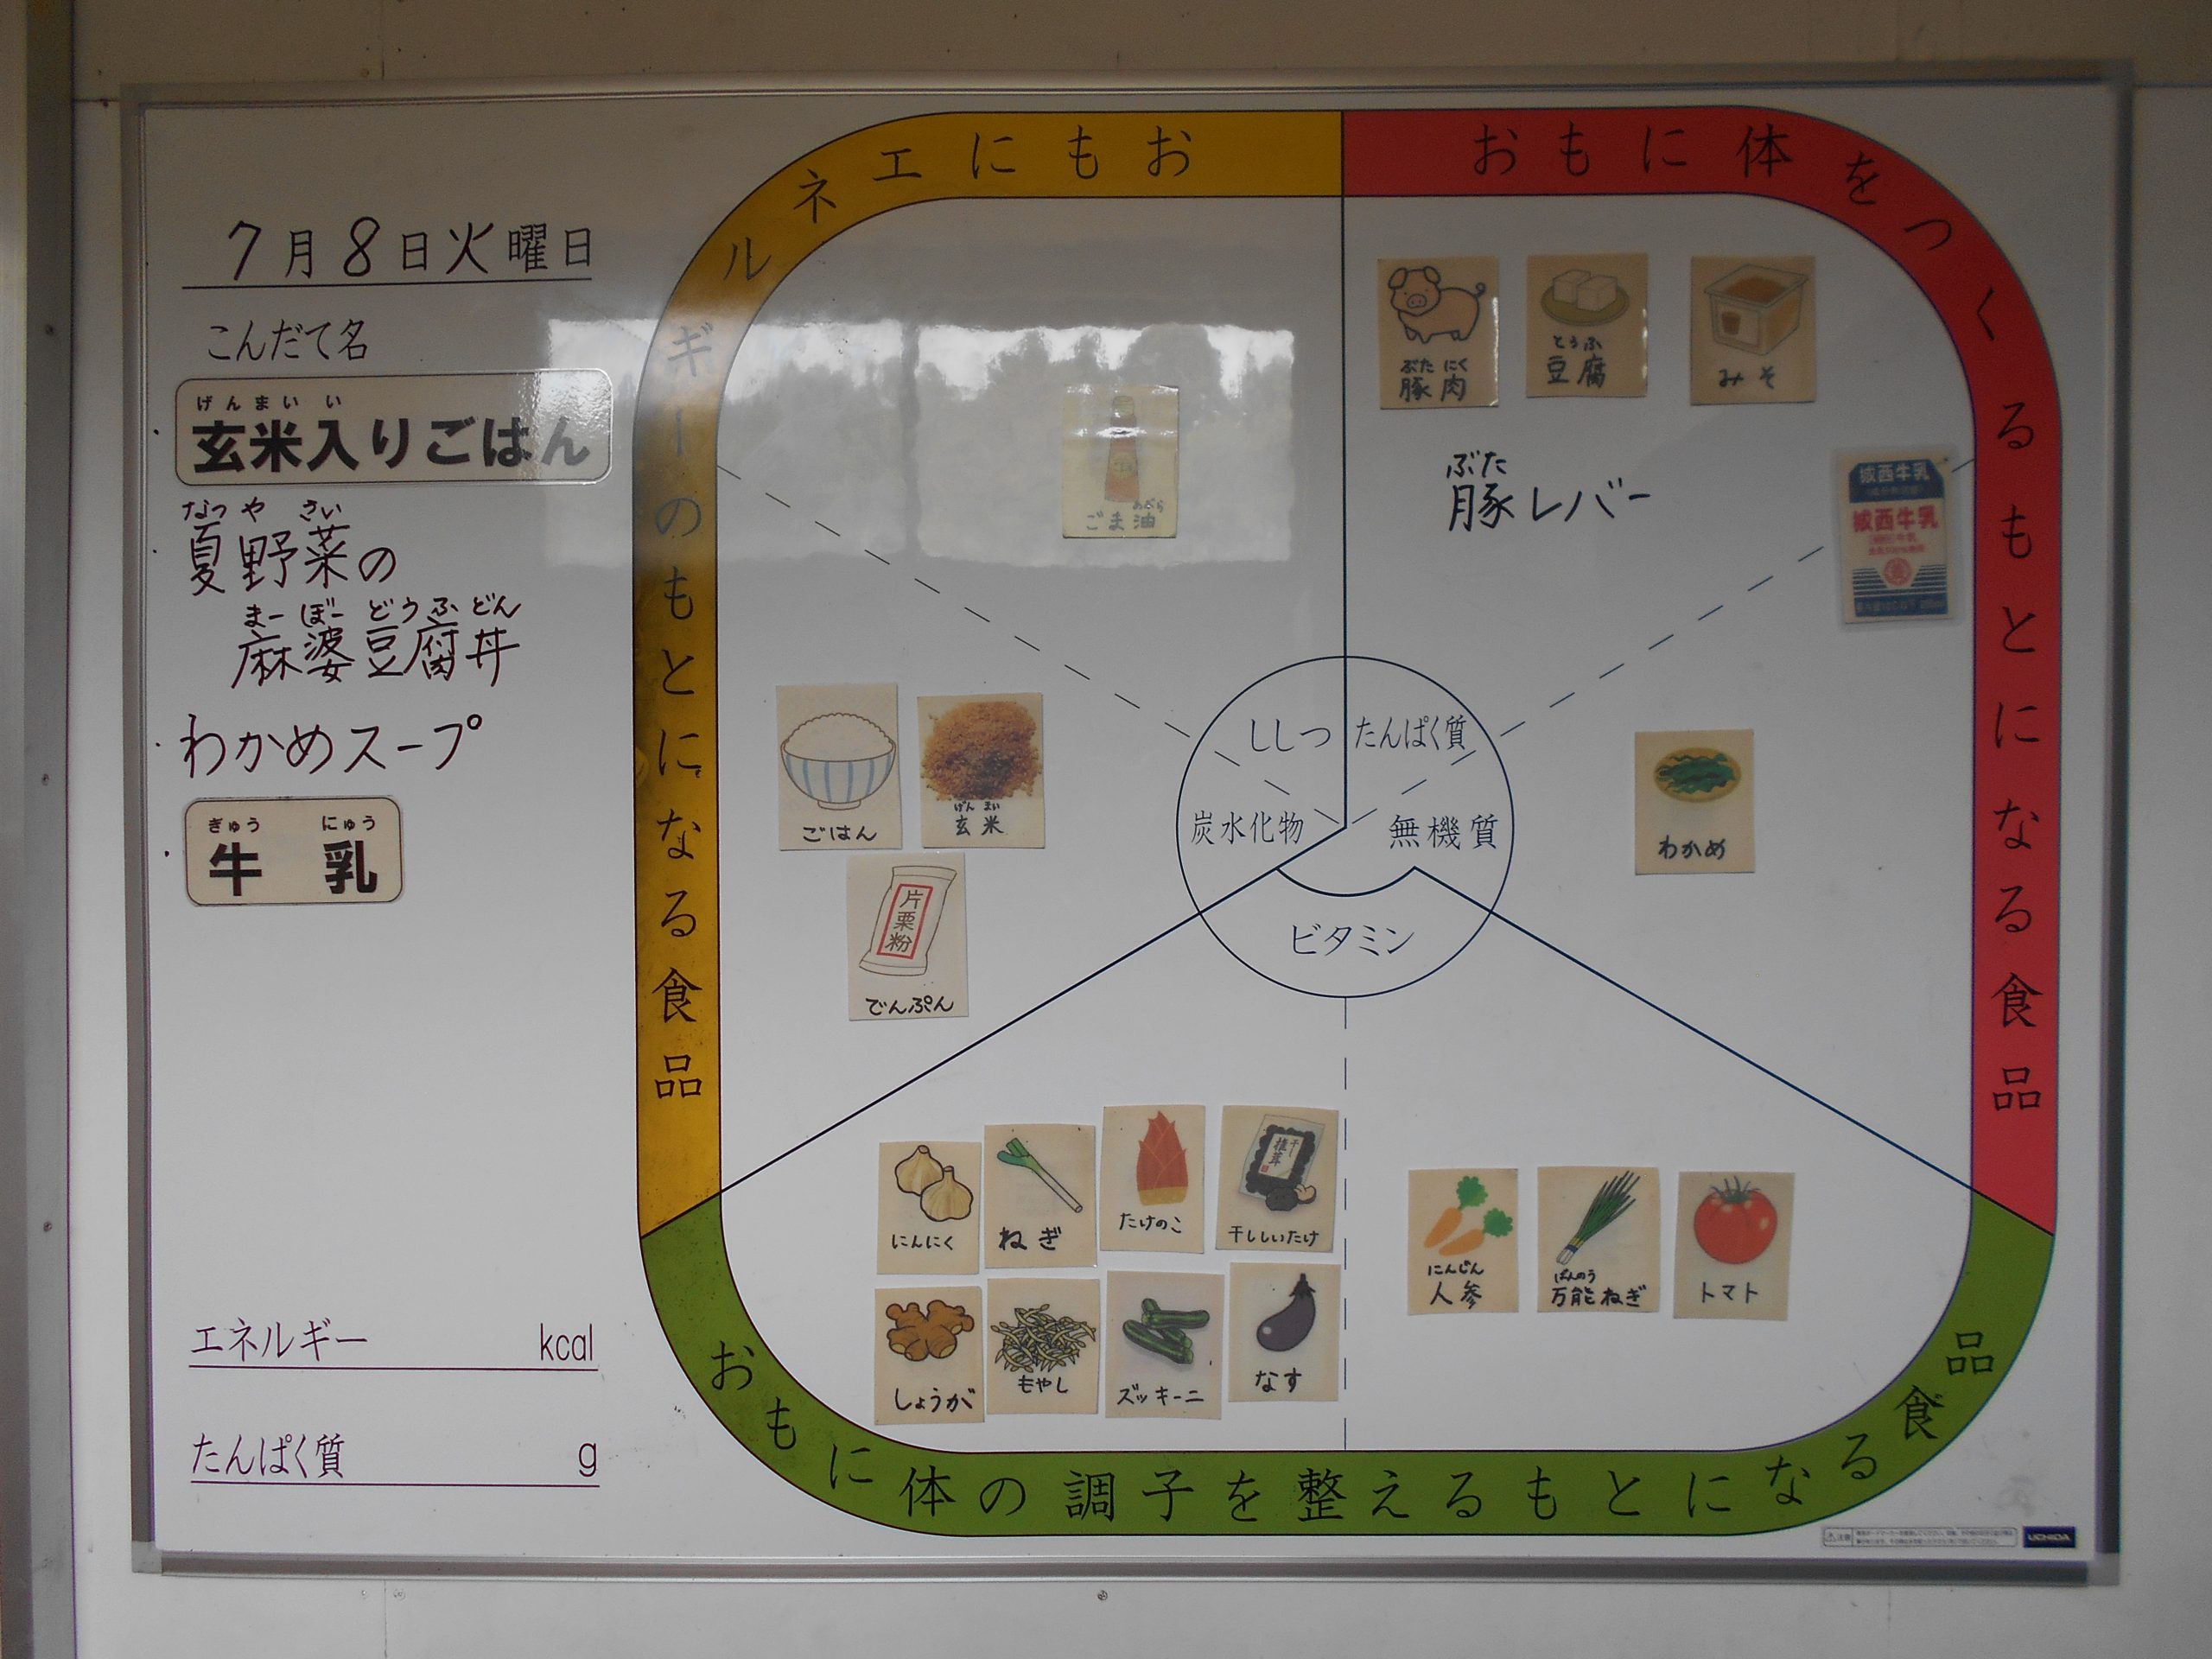 7月8日火曜日
こんだて名
げんまいい
玄米入りごはん
なつやさい
夏野菜の
まーぼーどうふどん
麻婆豆腐丼
わかめスープ
ぎゅうにゅう
牛乳
エネルギー kcal
たんぱく質 g
おもにエネルギーのもとになる食品
おもに体をつくるもとになる食品
おもに体の調子を整えるもとになる食品
ししつ
たんぱく質
炭水化物
無機質
ビタミン
あぶら
ごま油
ぶたにく
豚肉
とうふ
豆腐
みそ
ぶた
豚レバー
城西牛乳
城西牛乳
ごはん
げんまい
玄米
片栗粉
でんぷん
わかめ
にんにく
ねぎ
たけのこ
干し椎茸
干ししいたけ
しょうが
もやし
ズッキーニ
なす
にんじん
人参
ばんのう
万能ねぎ
トマト
注意
UCHIDA